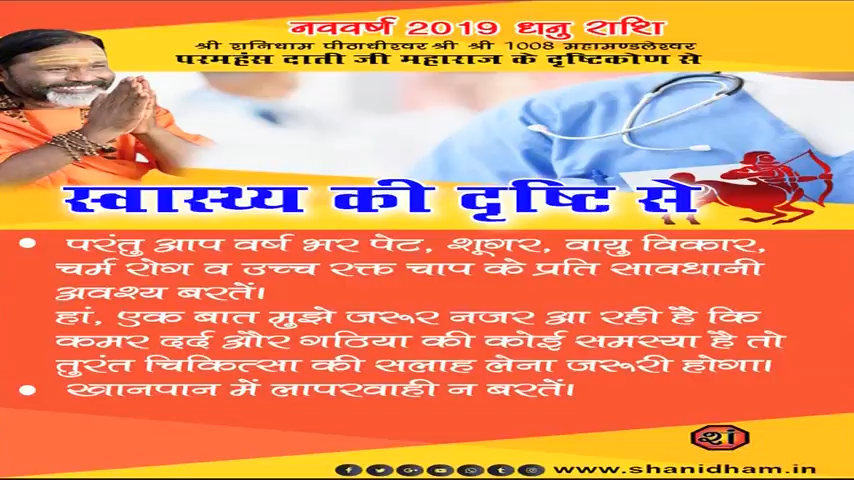 नववर्ष 2019 धनु राशि
श्री शनिधाम पीठाधीश्वर श्री श्री 1008 महामण्डलेश्वर
परमहंस दाती जी महाराज के दृष्टिकोण से
स्वास्थ्य की दृष्टि से
• परंतु आप वर्ष भर पेट, शूगर, वायु विकार,
चर्म रोग व उच्च रक्त चाप के प्रति सावधानी
अवश्य बरतें।
हां, एक बात मुझे जरूर नजर आ रही है कि
कमर दर्द और गठिया की कोई समस्या है तो
तुरंत चिकित्सा की सलाह लेना जरूरी होगा।
• खानपान में लापरवाही न बरतें।
शं
www.shanidham.in